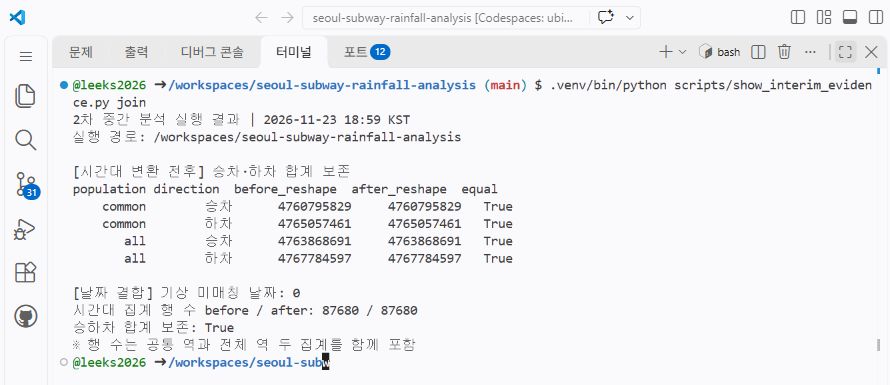 seoul-subway-rainfall-analysis [Codespaces: ubi...
문제 출력 디버그 콘솔 터미널 포트 12
bash
@leeks2026 ➜/workspaces/seoul-subway-rainfall-analysis (main) $ .venv/bin/python scripts/show_interim_eviden
ce.py join
2차 중간 분석 실행 결과 | 2026-11-23 18:59 KST
실행 경로: /workspaces/seoul-subway-rainfall-analysis
[시간대 변환 전후] 승차·하차 합계 보존
population direction before_reshape after_reshape equal
common 승차 4760795829 4760795829 True
common 하차 4765057461 4765057461 True
all 승차 4763868691 4763868691 True
all 하차 4767784597 4767784597 True
[날짜 결합] 기상 미매칭 날짜: 0
시간대 집계 행 수 before / after: 87680 / 87680
승하차 합계 보존: True
※ 행 수는 공통 역과 전체 역 두 집계를 함께 포함
@leeks2026 ➜/workspaces/seoul-subw
31